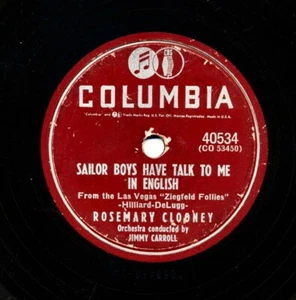 COLUMBIA
40534
(CO 53450)
SAILOR BOYS HAVE TALK TO ME
IN ENGLISH
From the Las Vegas "Ziegfeld Follies"
-Hilliard-DeLugg-
ROSEMARY CLOONEY
Orchestra conducted by
JIMMY CARROLL